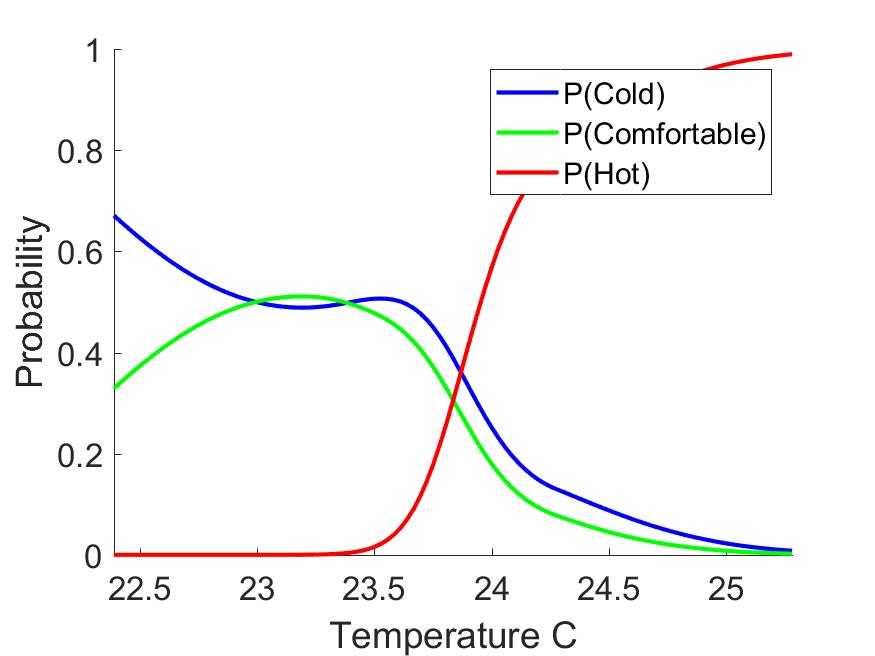 1
0.8
0.6
0.4
0.2
0
Probability
P(Cold)
P(Comfortable)
P(Hot)
22.5 23 23.5 24 24.5 25
Temperature C